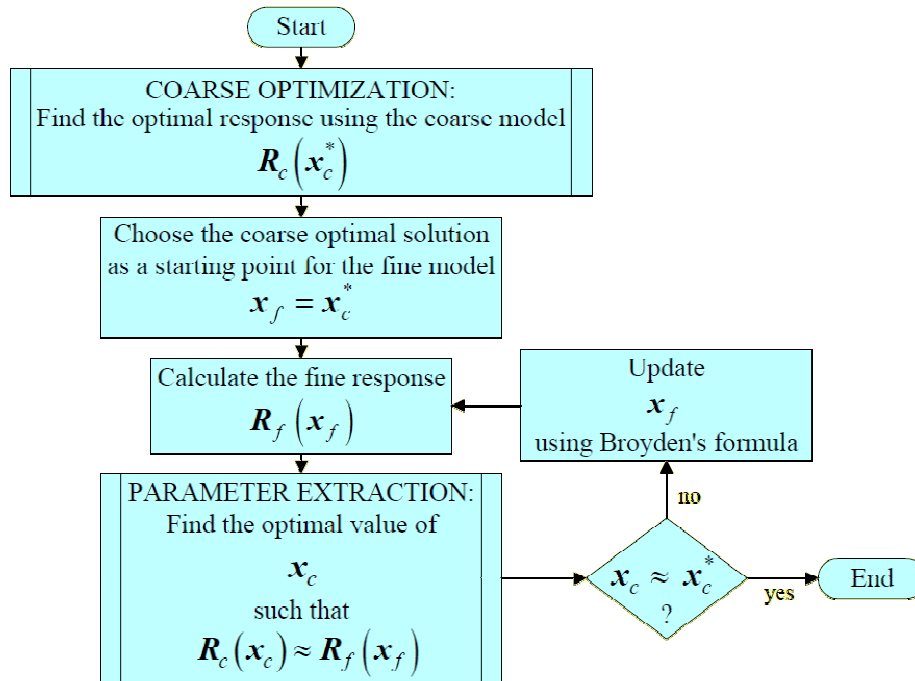 Start
COARSE OPTIMIZATION:
Find the optimal response using the coarse model
R_c(x_c^*)
Choose the coarse optimal solution
as a starting point for the fine model
x_f = x_c^*
Calculate the fine response
R_f(x_f)
Update
x_f
using Broyden's formula
PARAMETER EXTRACTION:
Find the optimal value of
x_c
such that
R_c(x_c) ≈ R_f(x_f)
no
x_c ≈ x_c^*
?
yes
End